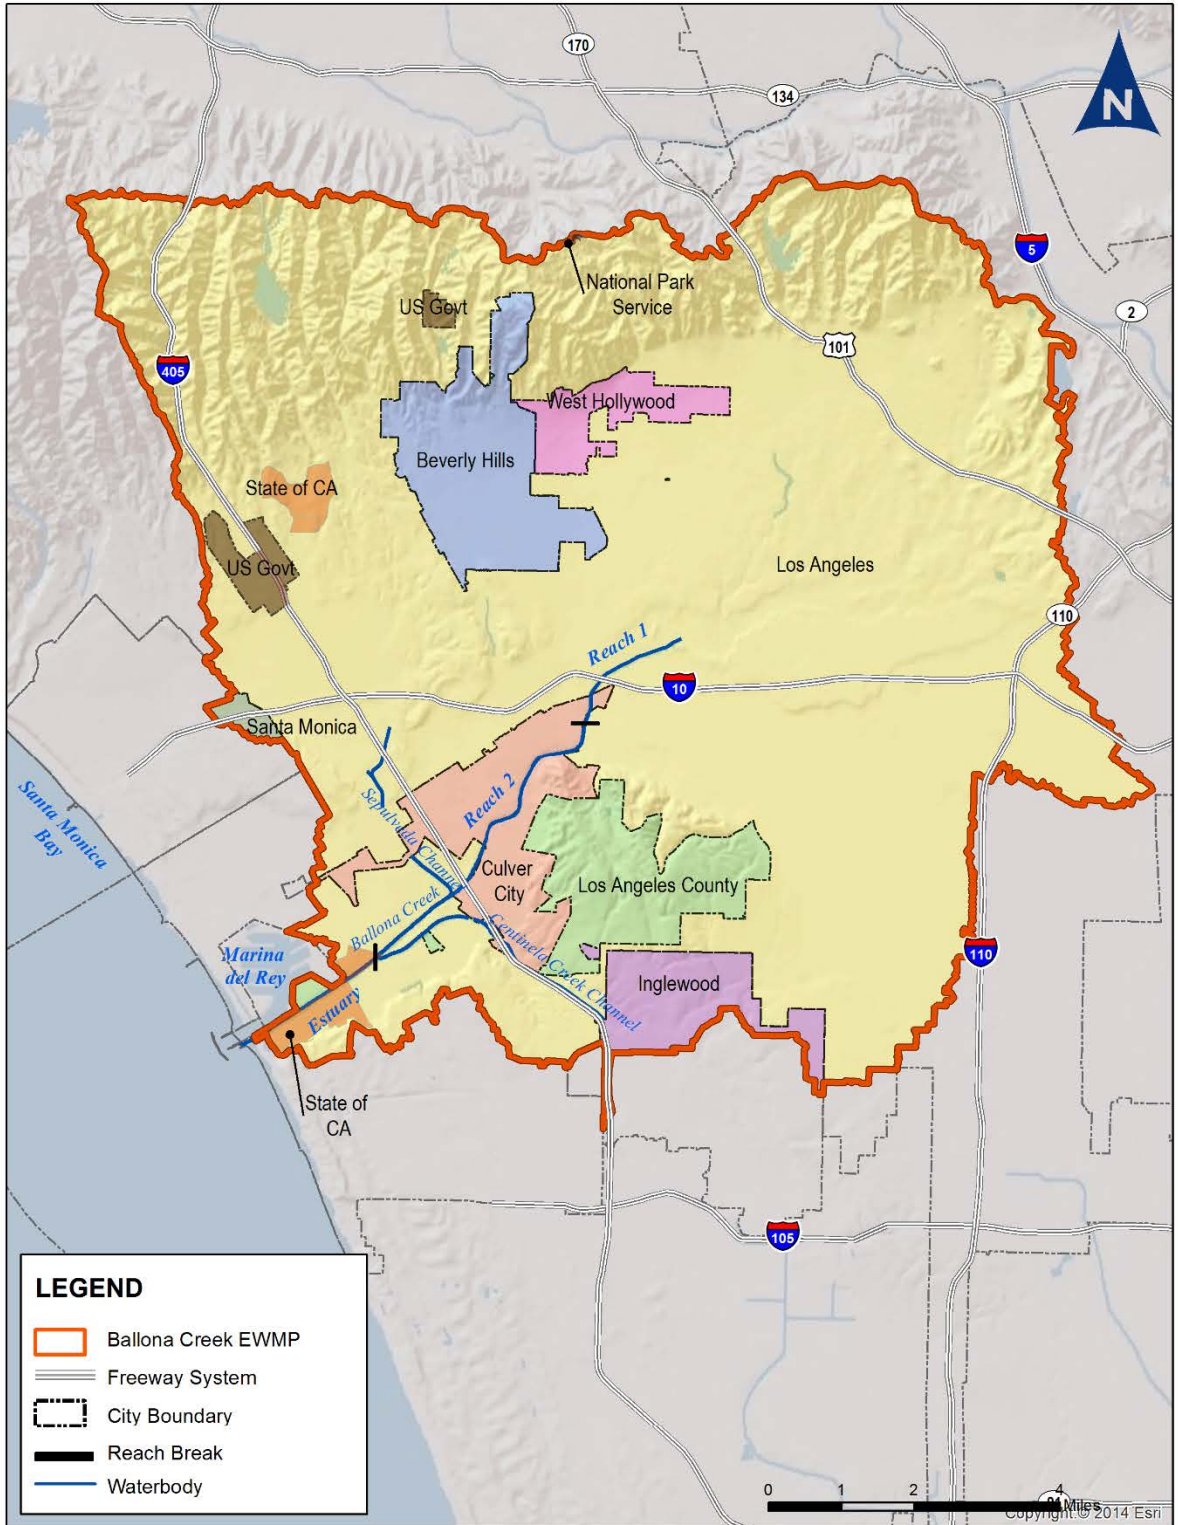 170
134
N
5
National Park
Service
US Govt
2
101
405
West Hollywood
Beverly Hills
State of CA
US Govt
Los Angeles
110
Reach 1
10
Santa Monica
Santa Monica
Bay
Reach 2
Sepulveda Channel
Culver
City
Los Angeles County
Ballona Creek
Centinela Creek Channel
Marina
del Rey
110
Inglewood
Estuary
State of
CA
105
LEGEND
Ballona Creek EWMP
Freeway System
City Boundary
Reach Break
Waterbody
0 1 2 4
Miles
Copyright:© 2014 Esri